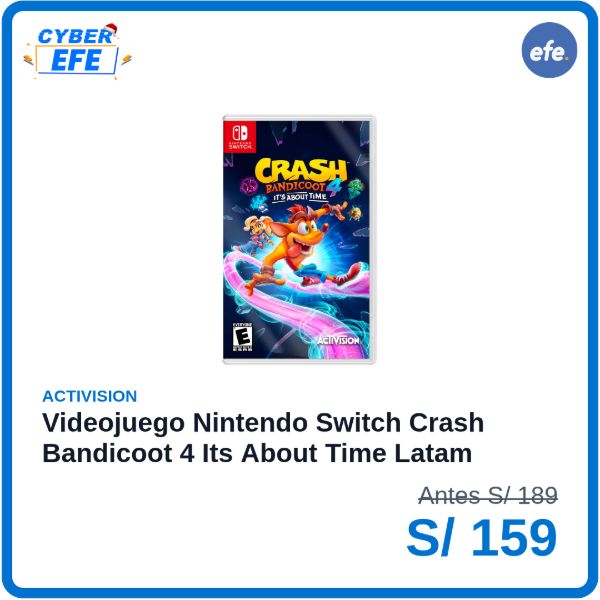 CYBER
EFE
efe.
NINTENDO
SWITCH
CRASH
BANDICOOT 4
IT'S ABOUT TIME
EVERYONE
E
ACTIVISION
ACTIVISION
Videojuego Nintendo Switch Crash
Bandicoot 4 Its About Time Latam
Antes S/ 189
S/ 159